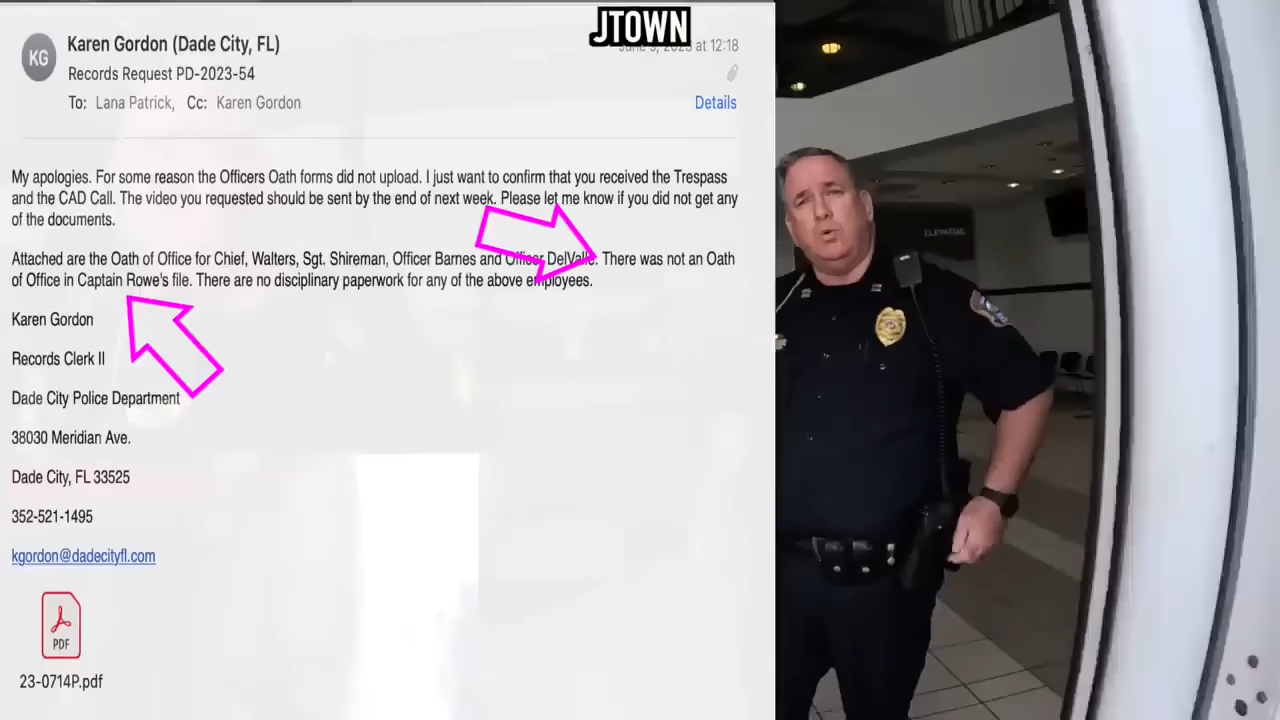 JTOWN
KG
Karen Gordon (Dade City, FL)
at 12:18
Records Request PD-2023-54
To: Lana Patrick, Cc: Karen Gordon
Details
My apologies. For some reason the Officers Oath forms did not upload. I just want to confirm that you received the Trespass
and the CAD Call. The video you requested should be sent by the end of next week. Please let me know if you did not get any
of the documents.
Attached are the Oath of Office for Chief, Walters, Sgt. Shireman, Officer Barnes and Officer DelValle. There was not an Oath
of Office in Captain Rowe's file. There are no disciplinary paperwork for any of the above employees.
Karen Gordon
Records Clerk II
Dade City Police Department
38030 Meridian Ave.
Dade City, FL 33525
352-521-1495
kgordon@dadecityfl.com
PDF
23-0714P.pdf
ELEVATORS